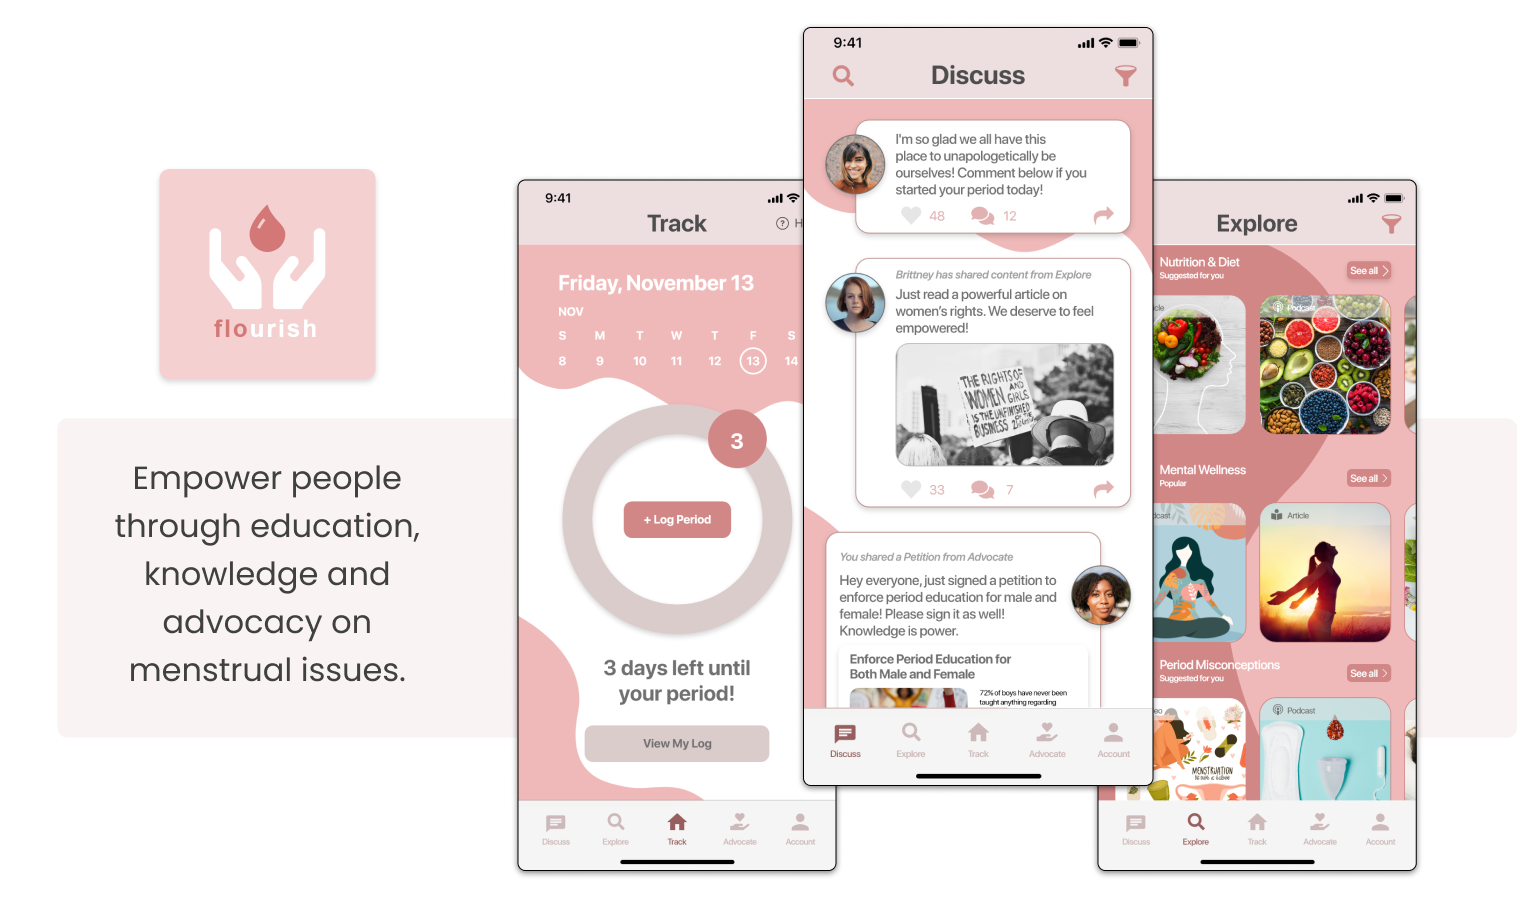 flourish
Empower people
through education,
knowledge and
advocacy on
menstrual issues.
9:41
Track
Friday, November 13
NOV
S M T W T F S
8 9 10 11 12 13 14
3
+ Log Period
3 days left until
your period!
View My Log
Discuss Explore Track Advocate Account
9:41
Discuss
I'm so glad we all have this
place to unapologetically be
ourselves! Comment below if you
started your period today!
48 12
Brittney has shared content from Explore
Just read a powerful article on
women's rights. We deserve to feel
empowered!
THE RIGHTS OF
WOMEN AND GIRLS
IS THE UNFINISHED
BUSINESS OF THE
33 7
You shared a Petition from Advocate
Hey everyone, just signed a petition to
enforce period education for male and
female! Please sign it as well!
Knowledge is power.
Enforce Period Education for
Both Male and Female
72% of boys have never been
taught anything regarding
Discuss Explore Track Advocate Account
Explore
Nutrition & Diet
Suggested for you
See all
Podcast
Mental Wellness
Popular
See all
Article
Period Misconceptions
Suggested for you
See all
Podcast
MENSTRUATION
Discuss Explore Track Advocate Account